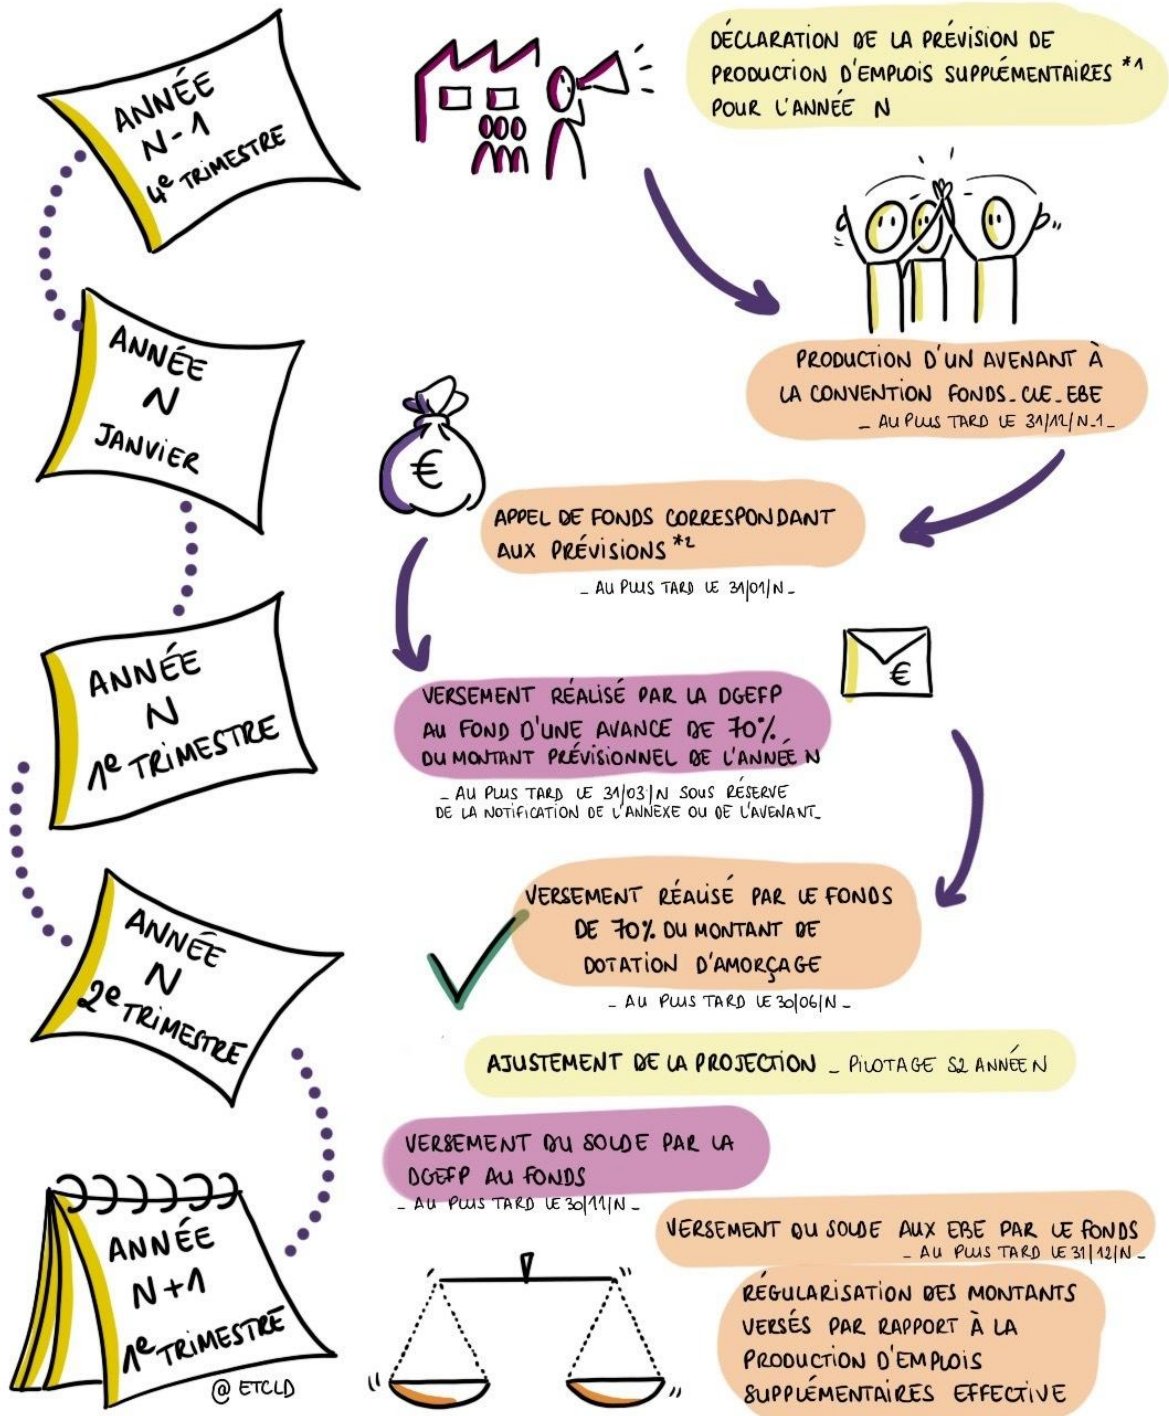 ANNÉE
N-1
4e TRIMESTRE
DÉCLARATION DE LA PRÉVISION DE
PRODUCTION D'EMPLOIS SUPPLÉMENTAIRES *1
POUR L'ANNÉE N
PRODUCTION D'UN AVENANT À
LA CONVENTION FONDS_CLE_EBE
_ AU PLUS TARD LE 31/12/N-1_
ANNÉE
N
JANVIER
€
APPEL DE FONDS CORRESPONDANT
AUX PRÉVISIONS *2
_ AU PLUS TARD LE 31/01/N_
ANNÉE
N
1e TRIMESTRE
€
VERSEMENT RÉALISÉ PAR LA DGEFP
AU FOND D'UNE AVANCE DE 70%
DU MONTANT PRÉVISIONNEL DE L'ANNÉE N
_ AU PLUS TARD LE 31/03/N SOUS RÉSERVE
DE LA NOTIFICATION DE L'ANNEXE OU DE L'AVENANT_
ANNÉE
N
2e TRIMESTRE
VERSEMENT RÉALISÉ PAR LE FONDS
DE 70% DU MONTANT DE
DOTATION D'AMORÇAGE
_ AU PLUS TARD LE 30/06/N_
AJUSTEMENT DE LA PROJECTION _ PILOTAGE S2 ANNÉE N
VERSEMENT DU SOLDE PAR LA
DGEFP AU FONDS
_ AU PLUS TARD LE 30/11/N_
VERSEMENT DU SOLDE AUX EBE PAR LE FONDS
_ AU PLUS TARD LE 31/12/N_
ANNÉE
N+1
1e TRIMESTRE
@ ETCLD
RÉGULARISATION DES MONTANTS
VERSÉS PAR RAPPORT À LA
PRODUCTION D'EMPLOIS
SUPPLÉMENTAIRES EFFECTIVE